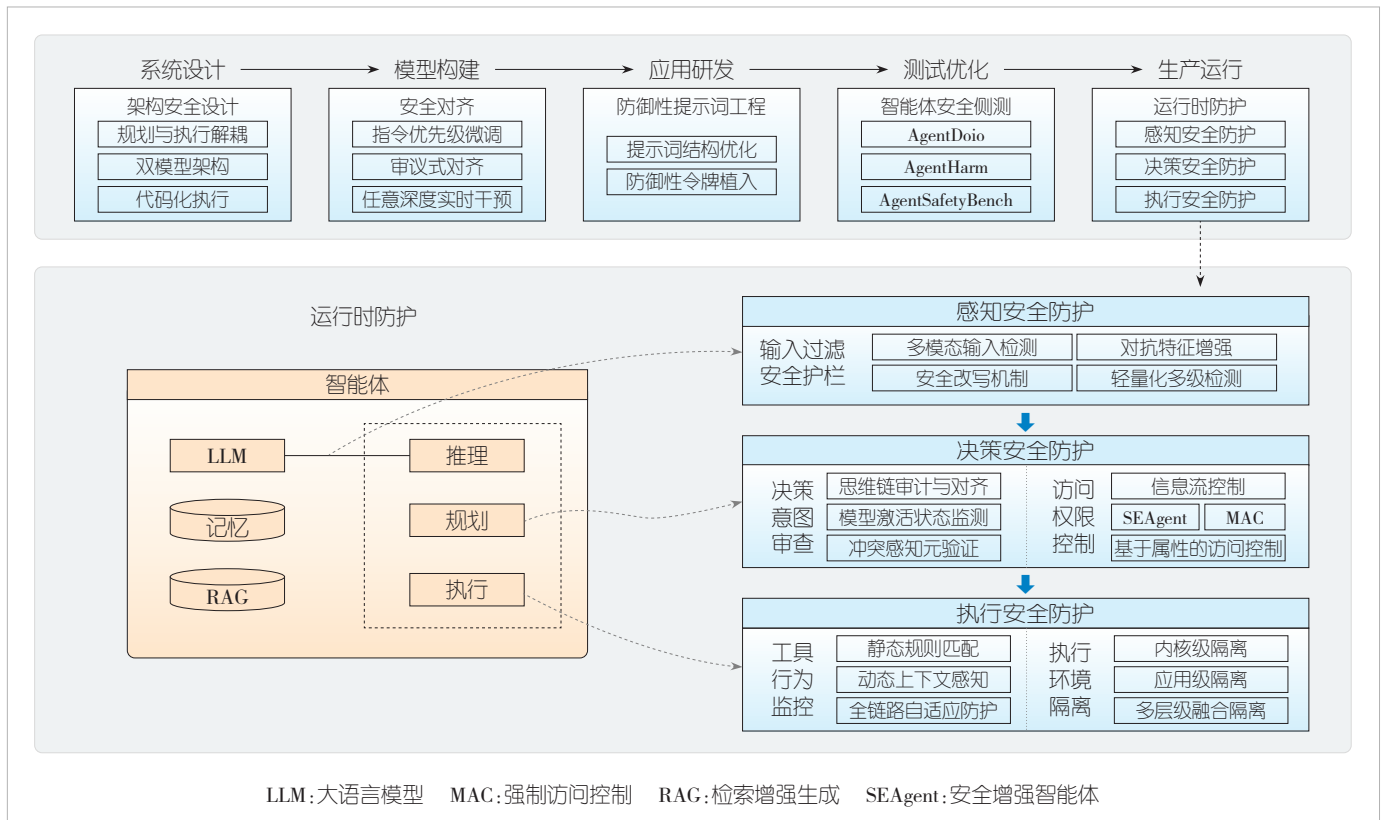 系统设计
模型构建
应用研发
测试优化
生产运行
架构安全设计
规划与执行解耦
双模型架构
代码化执行
安全对齐
指令优先级微调
审议式对齐
任意深度实时干预
防御性提示词工程
提示词结构优化
防御性令牌植入
智能体安全侧测
AgentDoio
AgentHarm
AgentSafetyBench
运行时防护
感知安全防护
决策安全防护
执行安全防护
运行时防护
智能体
LLM
记忆
RAG
推理
规划
执行
感知安全防护
输入过滤
安全护栏
多模态输入检测
对抗特征增强
安全改写机制
轻量化多级检测
决策安全防护
决策
意图
审查
思维链审计与对齐
模型激活状态监测
冲突感知元验证
访问
权限
控制
信息流控制
SEAgent
MAC
基于属性的访问控制
执行安全防护
工具
行为
监控
静态规则匹配
动态上下文感知
全链路自适应防护
执行
环境
隔离
内核级隔离
应用级隔离
多层级融合隔离
LLM:大语言模型 MAC:强制访问控制 RAG:检索增强生成 SEAgent:安全增强智能体